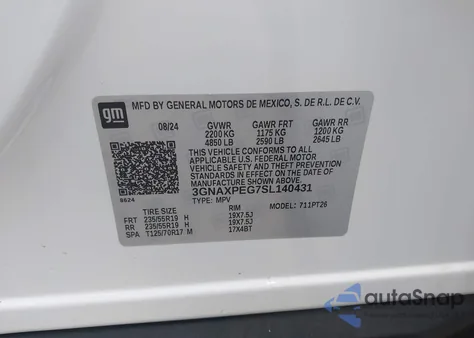 gm
MFD BY GENERAL MOTORS DE MEXICO, S. DE R.L. DE C.V.
08/24 GVWR GAWR FRT GAWR RR
2200 KG 1175 KG 1200 KG
4850 LB 2590 LB 2645 LB
THIS VEHICLE CONFORMS TO ALL
APPLICABLE U.S. FEDERAL MOTOR
VEHICLE SAFETY, BUMPER, AND THEFT
PREVENTION STANDARDS IN EFFECT ON
THE DATE OF MANUFACTURE SHOWN ABOVE.
3GNAXPEG7SL140431
0824 TYPE: MPV MODEL: 711PT26
TIRE SIZE RIM
FRT 235/55R19 H 19X7.5J
RR 235/55R19 H 19X7.5J
SPA T125/70R17 M 17X4BT
autoSnap